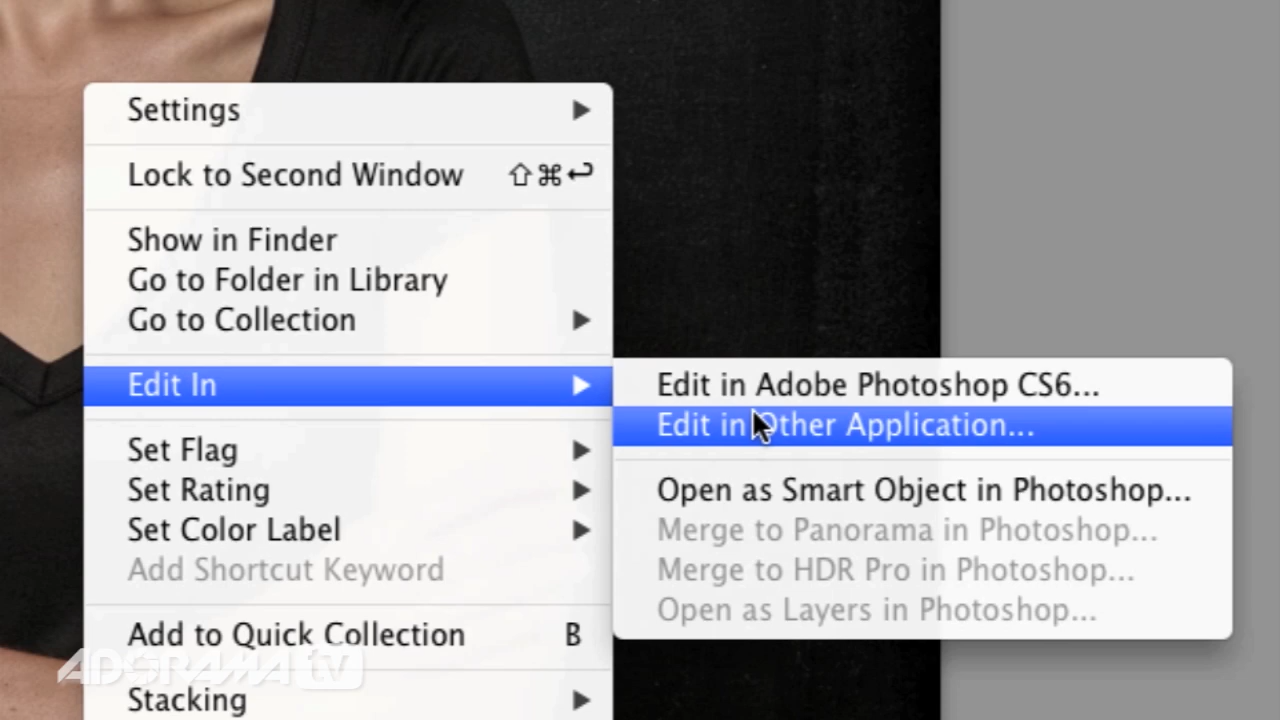 Settings
Lock to Second Window ⇧⌘↩
Show in Finder
Go to Folder in Library
Go to Collection
Edit In
Set Flag
Set Rating
Set Color Label
Add Shortcut Keyword
Add to Quick Collection B
Stacking
Edit in Adobe Photoshop CS6...
Edit in Other Application...
Open as Smart Object in Photoshop...
Merge to Panorama in Photoshop...
Merge to HDR Pro in Photoshop...
Open as Layers in Photoshop...
ADORAMA tv